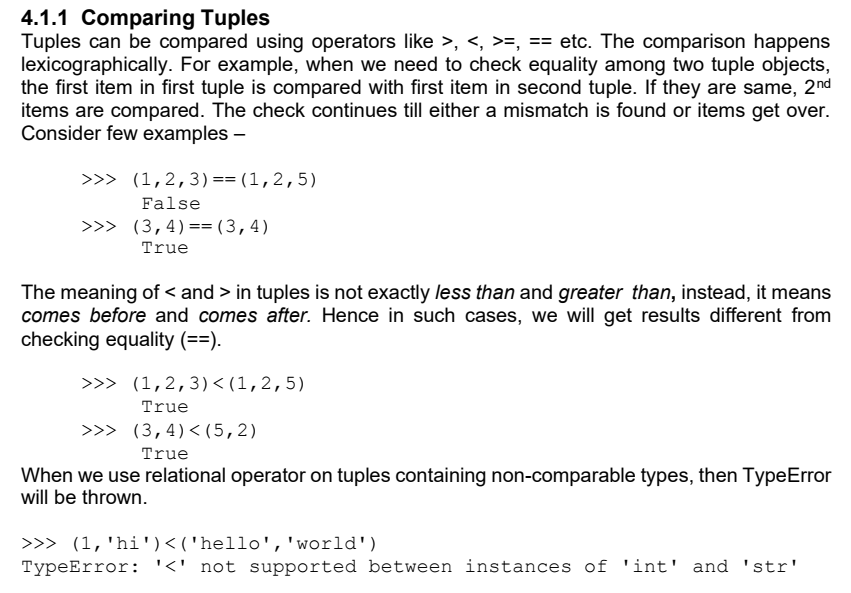 4.1.1 Comparing Tuples
Tuples can be compared using operators like >, <, >=, == etc. The comparison happens
lexicographically. For example, when we need to check equality among two tuple objects,
the first item in first tuple is compared with first item in second tuple. If they are same, 2nd
items are compared. The check continues till either a mismatch is found or items get over.
Consider few examples –
>>> (1,2,3)==(1,2,5)
False
>>> (3,4)==(3,4)
True
The meaning of < and > in tuples is not exactly less than and greater than, instead, it means
comes before and comes after. Hence in such cases, we will get results different from
checking equality (==).
>>> (1,2,3)<(1,2,5)
True
>>> (3,4)<(5,2)
True
When we use relational operator on tuples containing non-comparable types, then TypeError
will be thrown.
>>> (1,'hi')<('hello','world')
TypeError: '<' not supported between instances of 'int' and 'str'